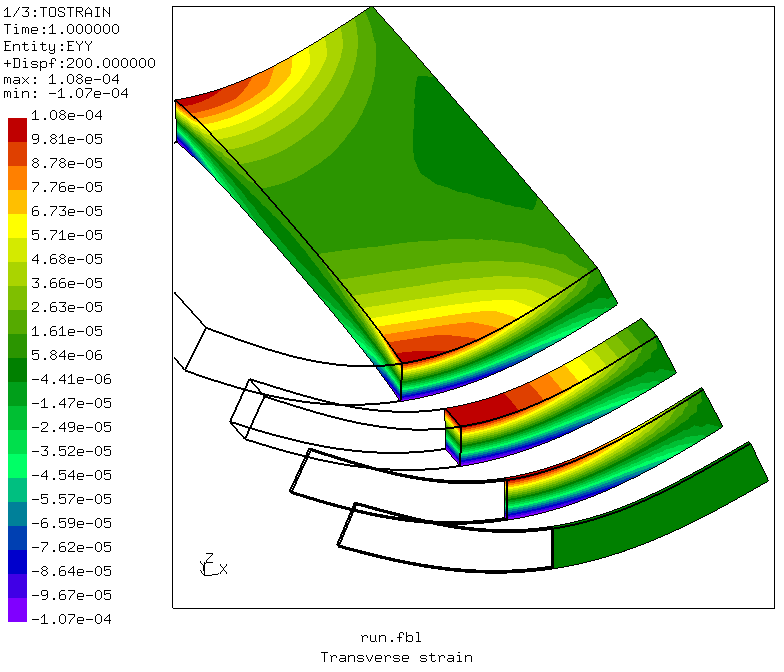 1/3:TOSTRAIN
Time:1.000000
Entity:EYY
+Dispf:200.000000
max: 1.08e-04
min: -1.07e-04
1.08e-04
9.81e-05
8.78e-05
7.76e-05
6.73e-05
5.71e-05
4.68e-05
3.66e-05
2.63e-05
1.61e-05
5.84e-06
-4.41e-06
-1.47e-05
-2.49e-05
-3.52e-05
-4.54e-05
-5.57e-05
-6.59e-05
-7.62e-05
-8.64e-05
-9.67e-05
-1.07e-04
Z
Y X
run.fbl
Transverse strain